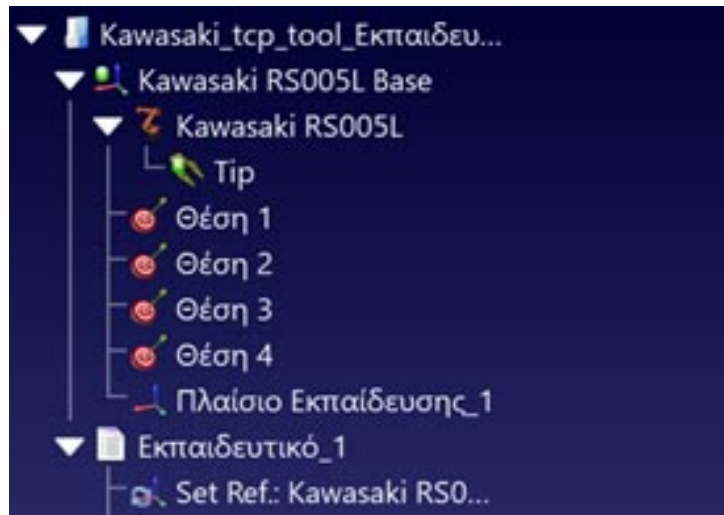 Kawasaki_tcp_tool_Εκπαιδευ...
Kawasaki RS005L Base
Kawasaki RS005L
Tip
Θέση 1
Θέση 2
Θέση 3
Θέση 4
Πλαίσιο Εκπαίδευσης_1
Εκπαιδευτικό_1
Set Ref.: Kawasaki RS0...